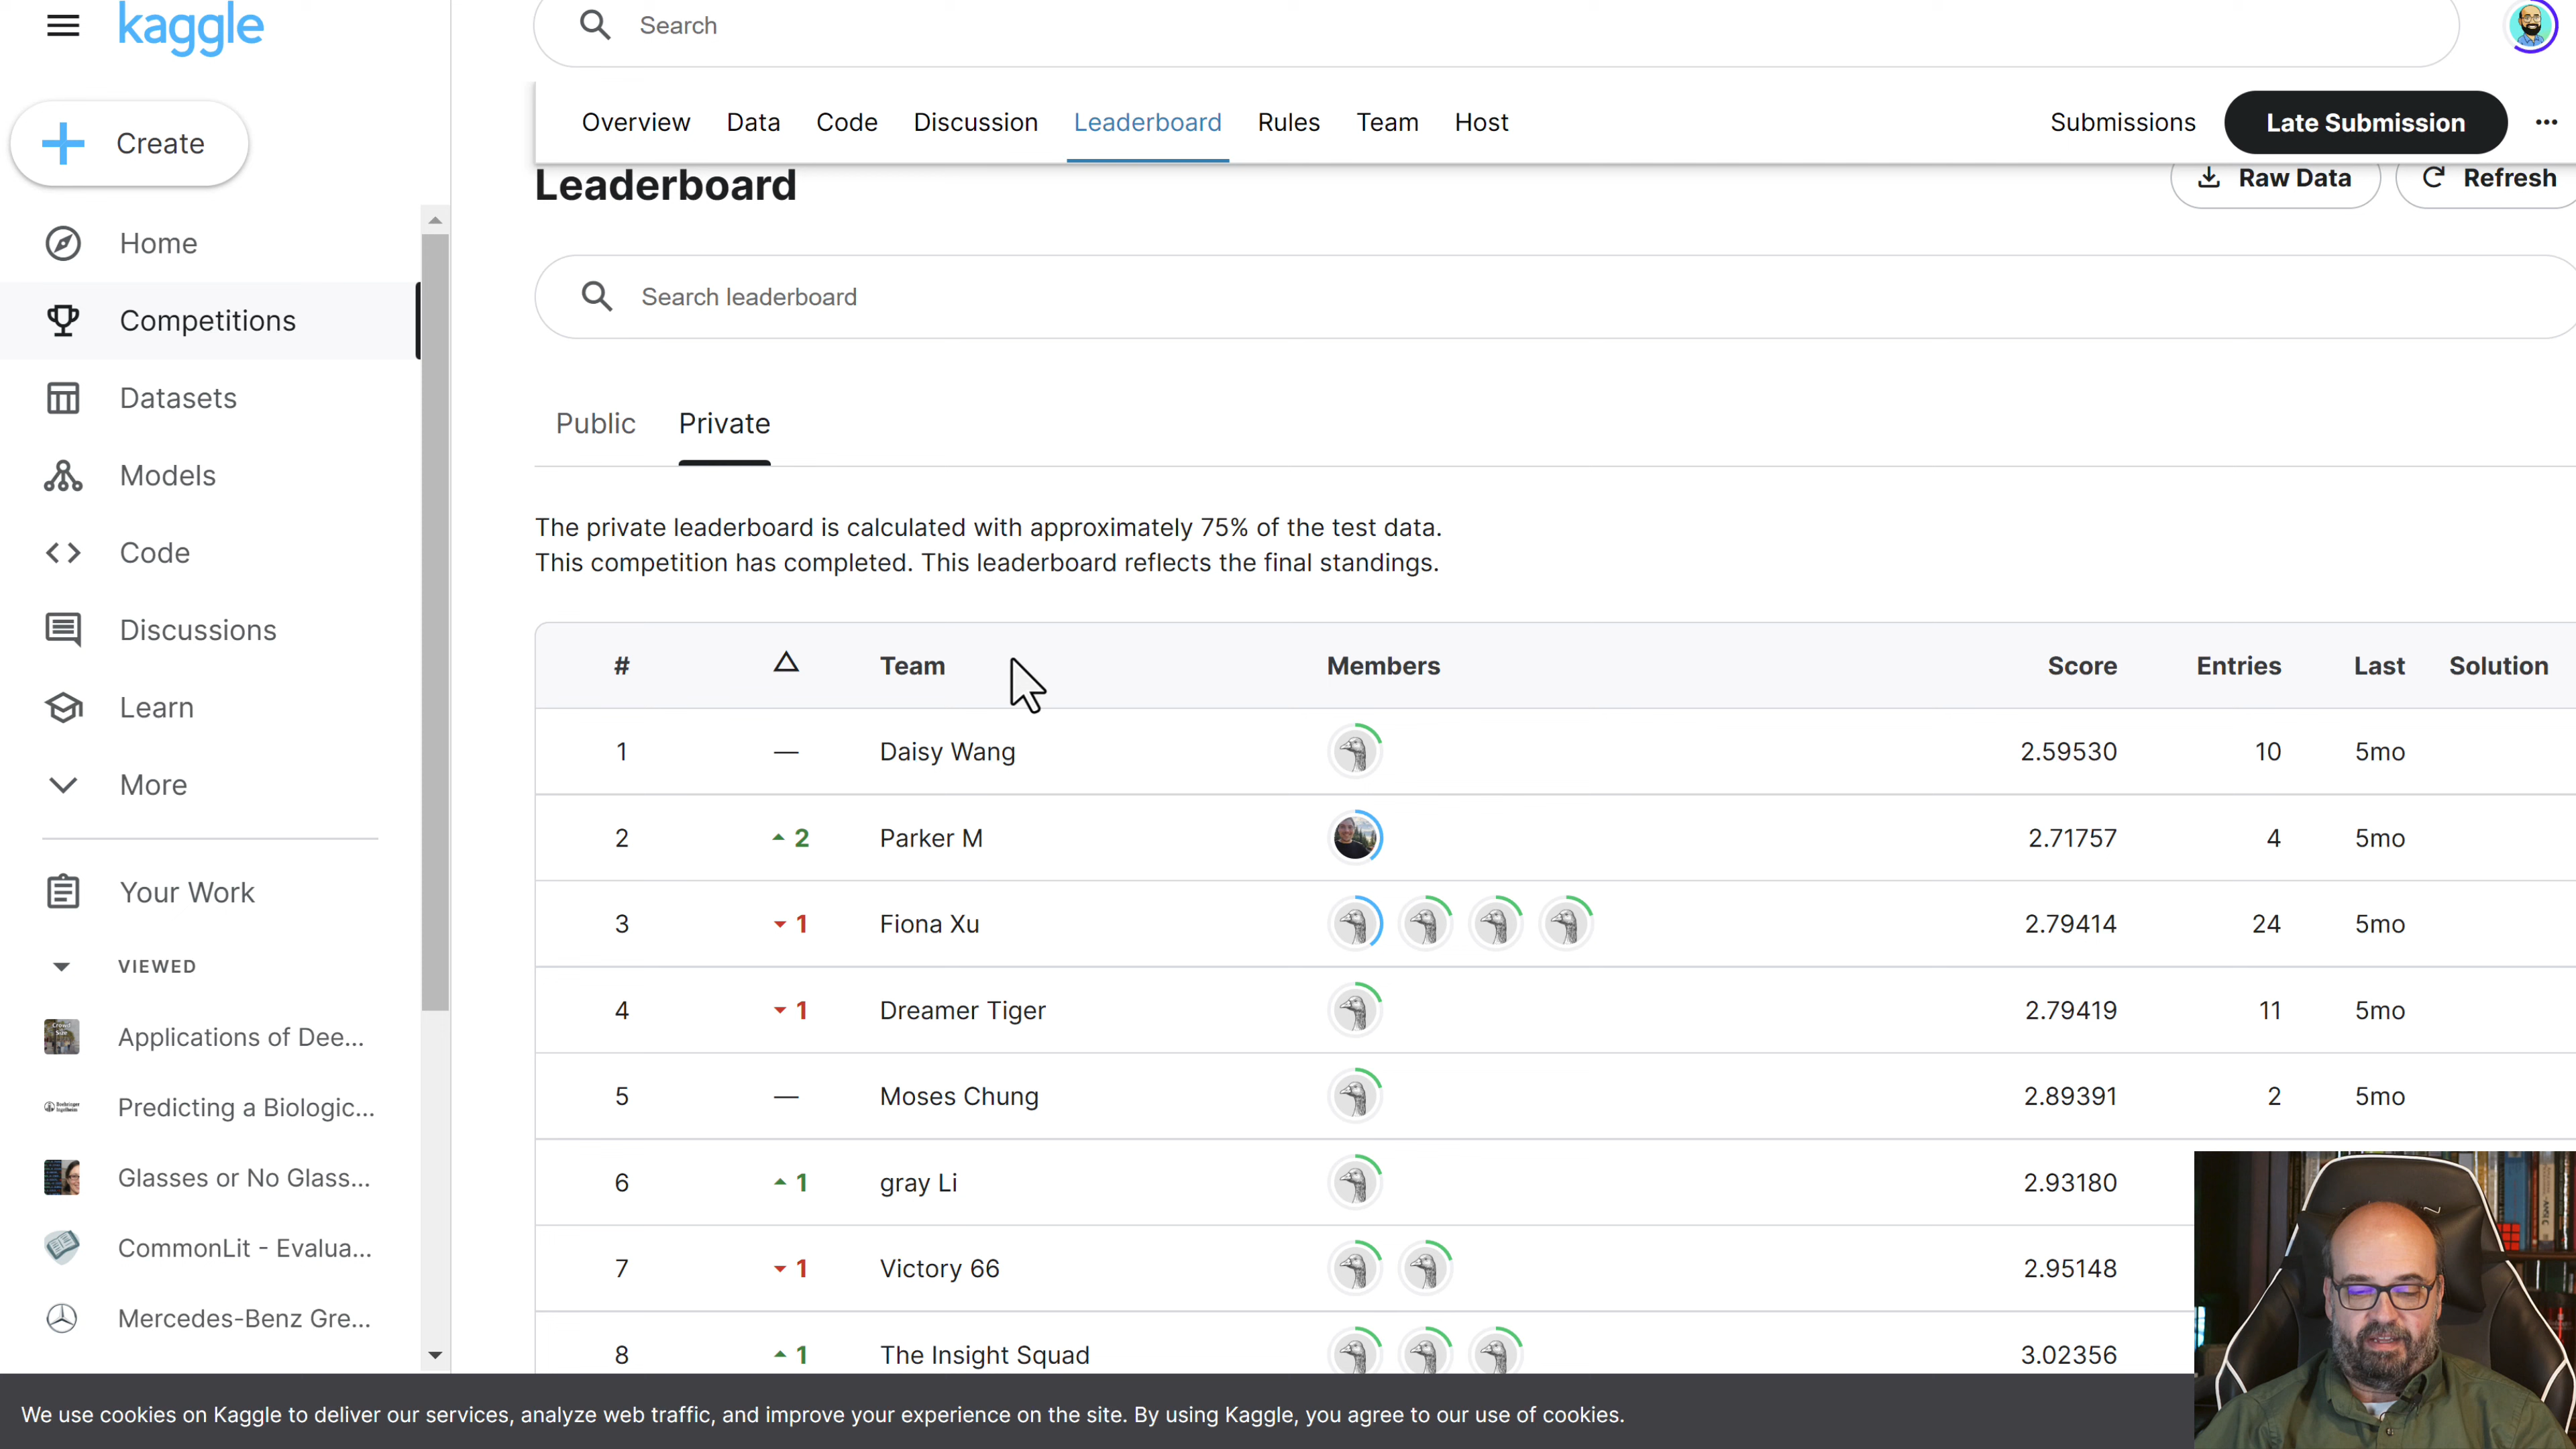 kaggle
Search
Create
Overview Data Code Discussion Leaderboard Rules Team Host Submissions Late Submission
Leaderboard Raw Data Refresh
Home
Search leaderboard
Competitions
Datasets
Public Private
Models
The private leaderboard is calculated with approximately 75% of the test data.
This competition has completed. This leaderboard reflects the final standings.
Code
Discussions
Learn
More
# △ Team Members Score Entries Last Solution
1 — Daisy Wang 2.59530 10 5mo
2 2 Parker M 2.71757 4 5mo
3 1 Fiona Xu 2.79414 24 5mo
4 1 Dreamer Tiger 2.79419 11 5mo
5 — Moses Chung 2.89391 2 5mo
6 1 gray Li 2.93180
7 1 Victory 66 2.95148
8 1 The Insight Squad 3.02356
Your Work
VIEWED
Applications of Dee...
Predicting a Biologic...
Glasses or No Glass...
CommonLit - Evalua...
Mercedes-Benz Gre...
We use cookies on Kaggle to deliver our services, analyze web traffic, and improve your experience on the site. By using Kaggle, you agree to our use of cookies.